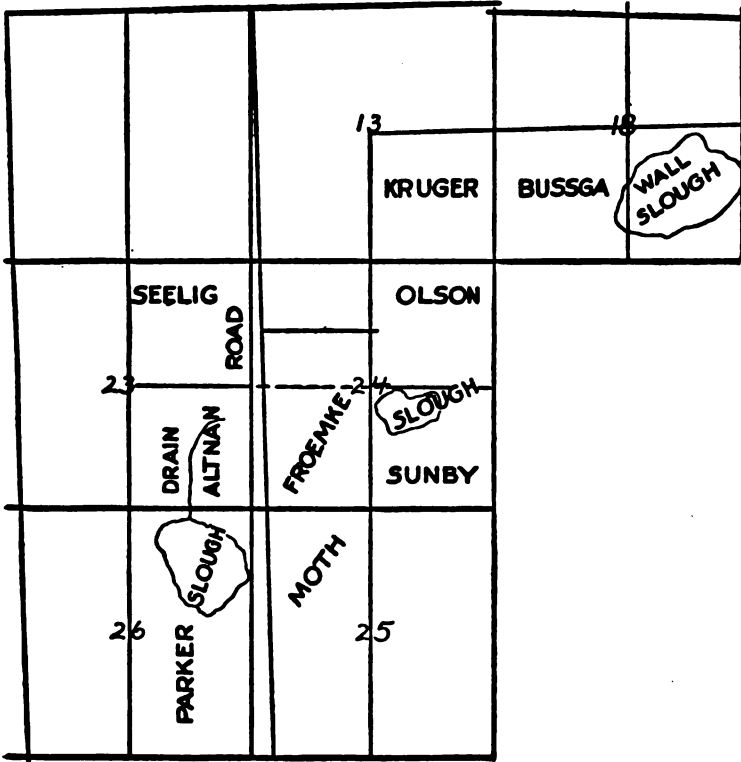 13
18
KRUGER
BUSSGA
WALL
SLOUGH
SEELIG
OLSON
ROAD
23
24
SLOUGH
FROEMKE
DRAIN
ALTNAN
SUNBY
SLOUGH
MOTH
26
25
PARKER